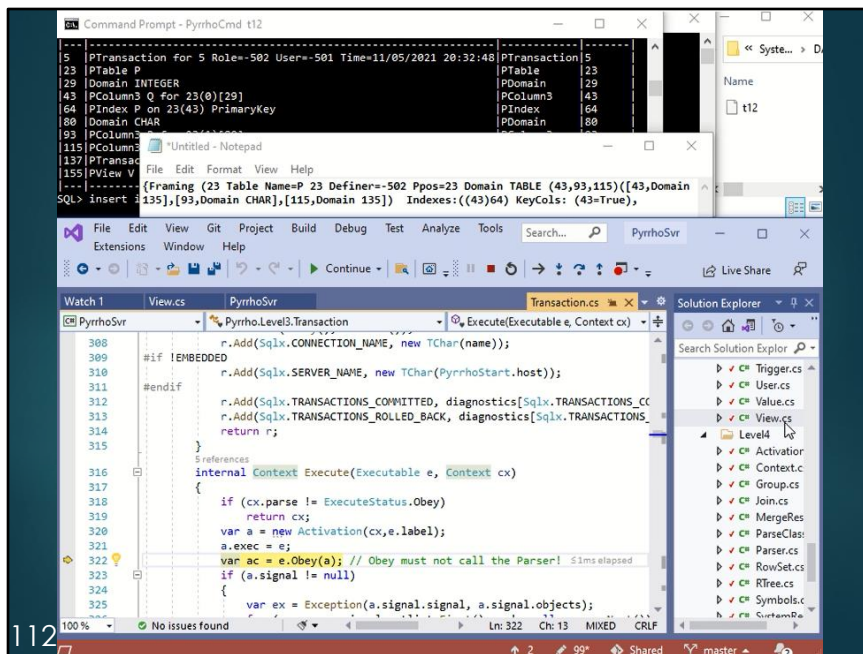 Command Prompt - PyrrhoCmd t12
|---|---|---|---|
|5 |PTransaction for 5 Role=-502 User=-501 Time=11/05/2021 20:32:48|PTransaction|5 |
|23 |PTable P |PTable |23 |
|29 |Domain INTEGER |PDomain |29 |
|43 |PColumn3 Q for 23(0)[29] |PColumn3 |43 |
|64 |PIndex P on 23(43) PrimaryKey |PIndex |64 |
|80 |Domain CHAR |PDomain |80 |
|93 |PColumn3
|115|PColumn3
|137|PTransac
|155|PView V
SQL> insert i
« Syste... > DA
Name
t12
*Untitled - Notepad
File Edit Format View Help
{Framing (23 Table Name=P 23 Definer=-502 Ppos=23 Domain TABLE (43,93,115)([43,Domain
135],[93,Domain CHAR],[115,Domain 135]) Indexes:((43)64) KeyCols: (43=True),
File Edit View Git Project Build Debug Test Analyze Tools Search... PyrrhoSvr
Extensions Window Help
Continue Live Share
Watch 1 View.cs PyrrhoSvr Transaction.cs Solution Explorer
C# PyrrhoSvr Pyrrho.Level3.Transaction Execute(Executable e, Context cx)
Search Solution Explor
308 r.Add(Sqlx.CONNECTION_NAME, new TChar(name));
309 #if !EMBEDDED
310 r.Add(Sqlx.SERVER_NAME, new TChar(PyrrhoStart.host));
311 #endif
312 r.Add(Sqlx.TRANSACTIONS_COMMITTED, diagnostics[Sqlx.TRANSACTIONS_CO
313 r.Add(Sqlx.TRANSACTIONS_ROLLED_BACK, diagnostics[Sqlx.TRANSACTIONS_
314 return r;
315 }
5 references
316 internal Context Execute(Executable e, Context cx)
317 {
318 if (cx.parse != ExecuteStatus.Obey)
319 return cx;
320 var a = new Activation(cx,e.label);
321 a.exec = e;
322 var ac = e.Obey(a); // Obey must not call the Parser! ≤1ms elapsed
323 if (a.signal != null)
324 {
325 var ex = Exception(a.signal.signal, a.signal.objects);
C# Trigger.cs
C# User.cs
C# Value.cs
C# View.cs
Level4
C# Activation
C# Context.c
C# Group.cs
C# Join.cs
C# MergeRes
C# ParseClass
C# Parser.cs
C# RowSet.cs
C# RTree.cs
C# Symbols.c
100 % No issues found Ln: 322 Ch: 13 MIXED CRLF
2 99* Shared master 2
112